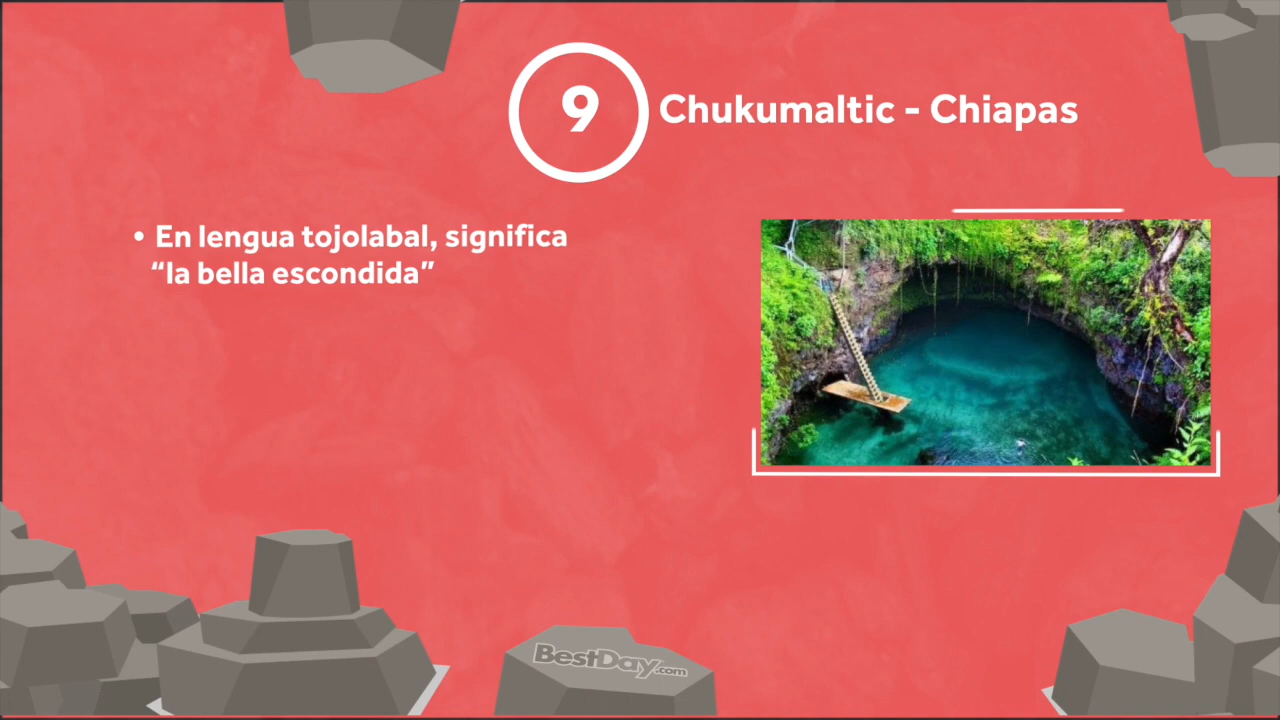 9
Chukumaltic - Chiapas
• En lengua tojolabal, significa
“la bella escondida”
BestDay.com